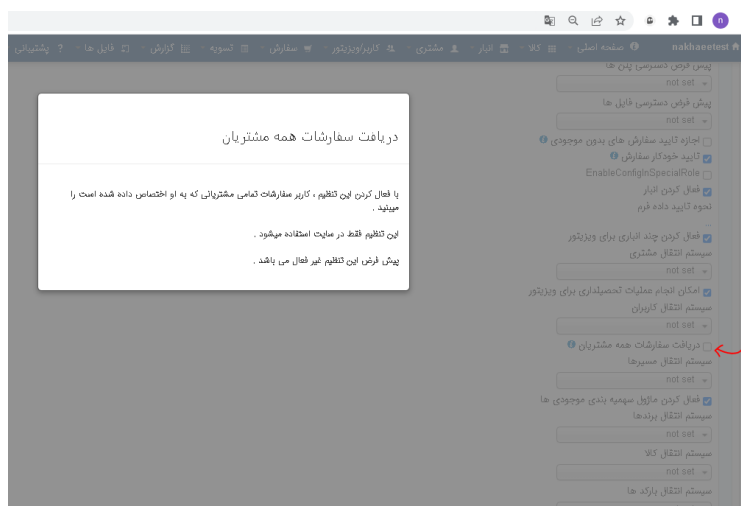 n
nakhaeetest
صفحه اصلی
کالا
انبار
مشتری
کاربر/ویزیتور
سفارش
تسویه
گزارش
فایل ها
? پشتیبانی
پیش فرض دسترسی پلن ها
not set
پیش فرض دسترسی فایل ها
not set
اجازه تایید سفارش های بدون موجودی
تایید خودکار سفارش
EnableConfigInSpecialRole
فعال کردن انبار
نحوه تایید داده فرم
...
فعال کردن چند انباری برای ویزیتور
سیستم انتقال مشتری
not set
امکان انجام عملیات تحصیلداری برای ویزیتور
سیستم انتقال کاربران
not set
دریافت سفارشات همه مشتریان
سیستم انتقال مسیرها
not set
فعال کردن ماژول سهمیه بندی موجودی ها
سیستم انتقال برندها
not set
سیستم انتقال کالا
not set
سیستم انتقال بارکد ها
دریافت سفارشات همه مشتریان
با فعال کردن این تنظیم ، کاربر سفارشات تمامی مشتریانی که به او اختصاص داده شده است را
میبنید .
این تنظیم فقط در سایت استفاده میشود .
پیش فرض این تنظیم غیر فعال می باشد .